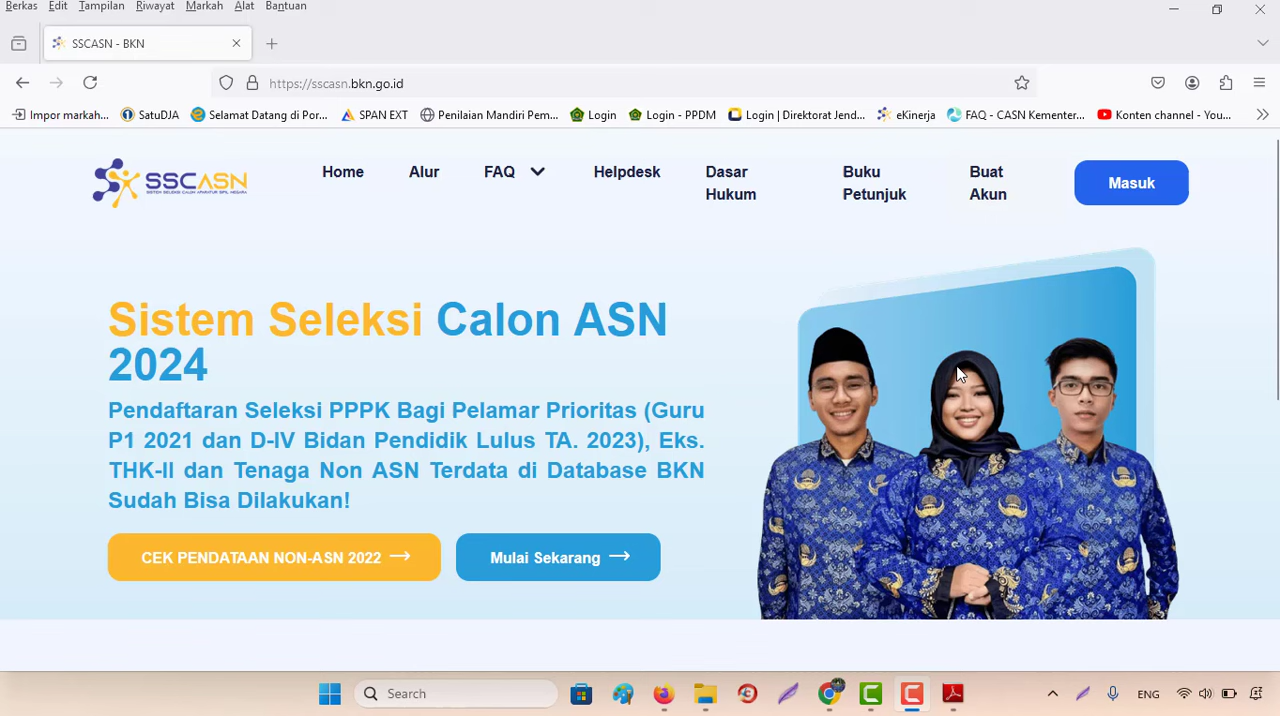 Berkas Edit Tampilan Riwayat Markah Alat Bantuan
SSCASN - BKN
https://sscasn.bkn.go.id
Impor markah... SatuDJA Selamat Datang di Por... SPAN EXT Penilaian Mandiri Pem... Login Login - PPDM Login | Direktorat Jend... eKinerja FAQ - CASN Kementer... Konten channel - You...
SSCASN
SISTEM SELEKSI CALON APARATUR SIPIL NEGARA
Home Alur FAQ Helpdesk Dasar Hukum Buku Petunjuk Buat Akun Masuk
Sistem Seleksi Calon ASN
2024
Pendaftaran Seleksi PPPK Bagi Pelamar Prioritas (Guru
P1 2021 dan D-IV Bidan Pendidik Lulus TA. 2023), Eks.
THK-II dan Tenaga Non ASN Terdata di Database BKN
Sudah Bisa Dilakukan!
CEK PENDATAAN NON-ASN 2022 → Mulai Sekarang →
Search
ENG